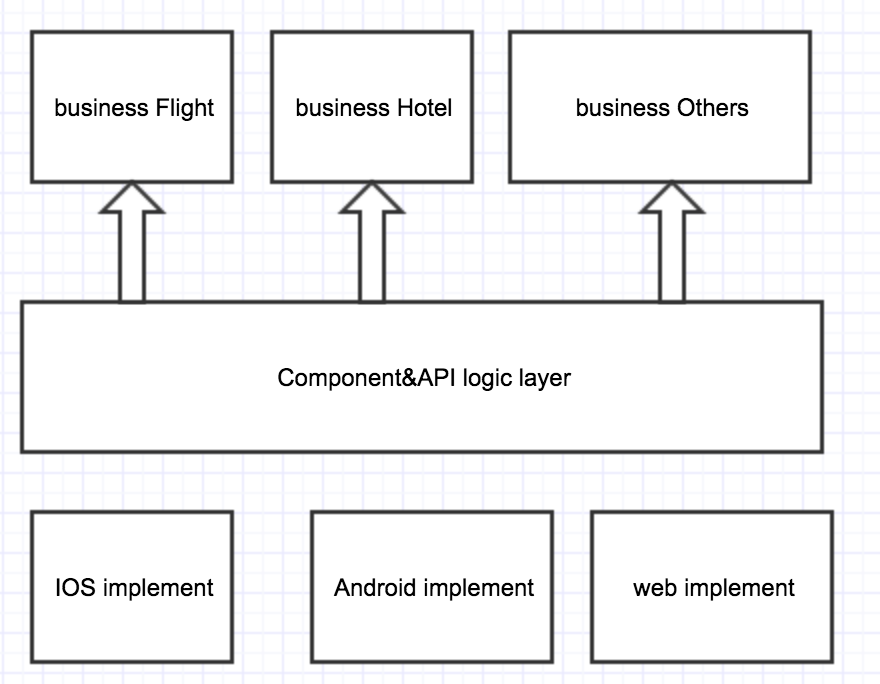 business Flight
business Hotel
business Others
Component&API logic layer
IOS implement
Android implement
web implement